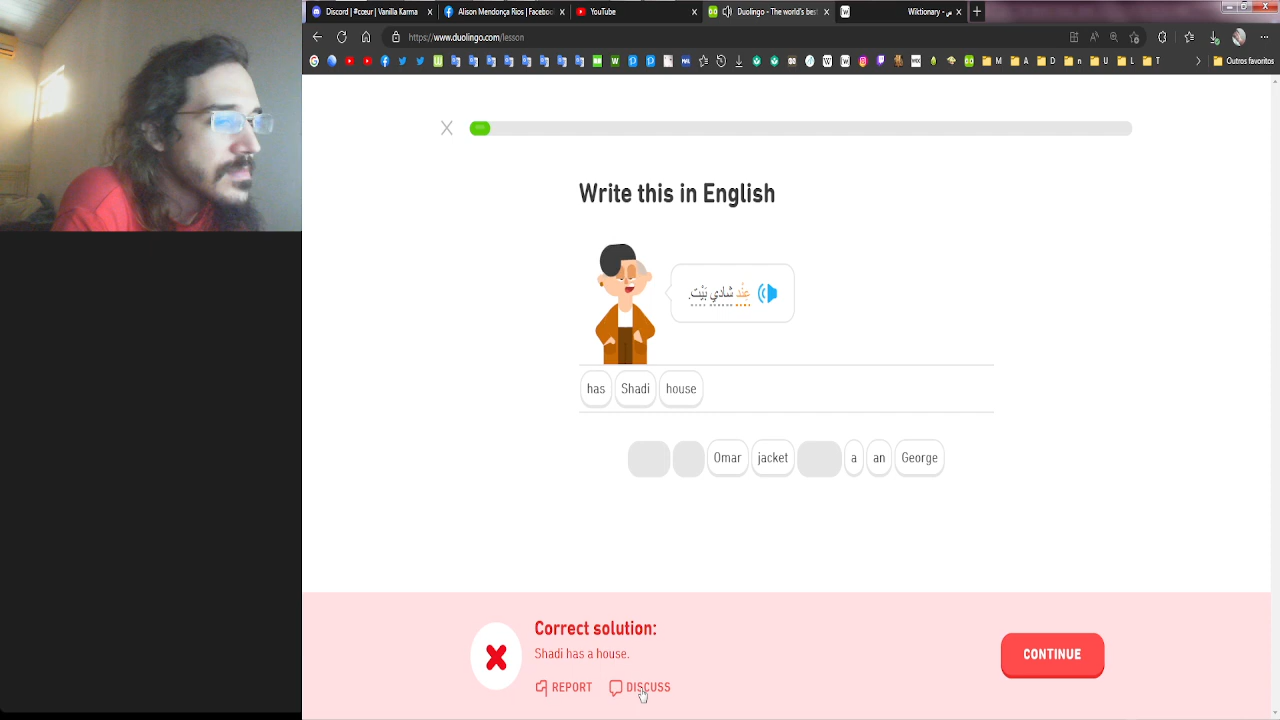 Discord | #cœur | Vanilla Karma
Alison Mendonça Rios | Facebook
YouTube
Duolingo - The world's best
Wiktionary - ض
https://www.duolingo.com/lesson
M
A
D
n
U
L
T
Outros favoritos
Write this in English
عِنْد شادي بَيْت.
has Shadi house
Omar jacket a an George
Correct solution:
Shadi has a house.
REPORT DISCUSS
CONTINUE